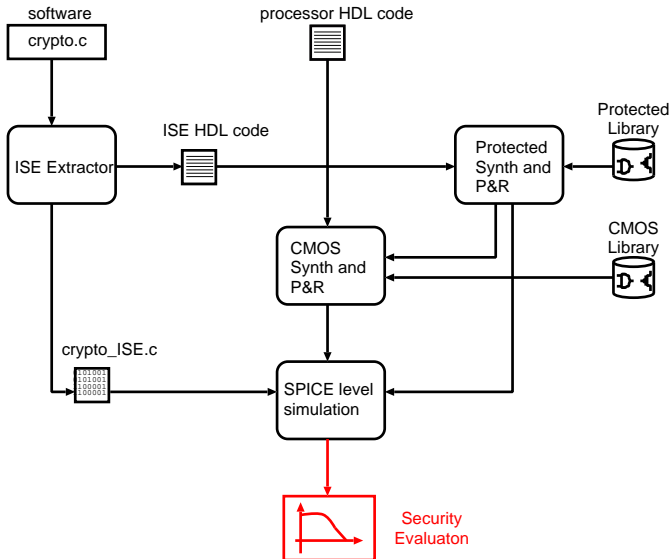 software
crypto.c
processor HDL code
ISE HDL code
ISE Extractor
Protected
Synth and
P&R
Protected
Library
CMOS
Library
CMOS
Synth and
P&R
crypto_ISE.c
101001
101001
100001
100001
SPICE level
simulation
Security
Evaluaton